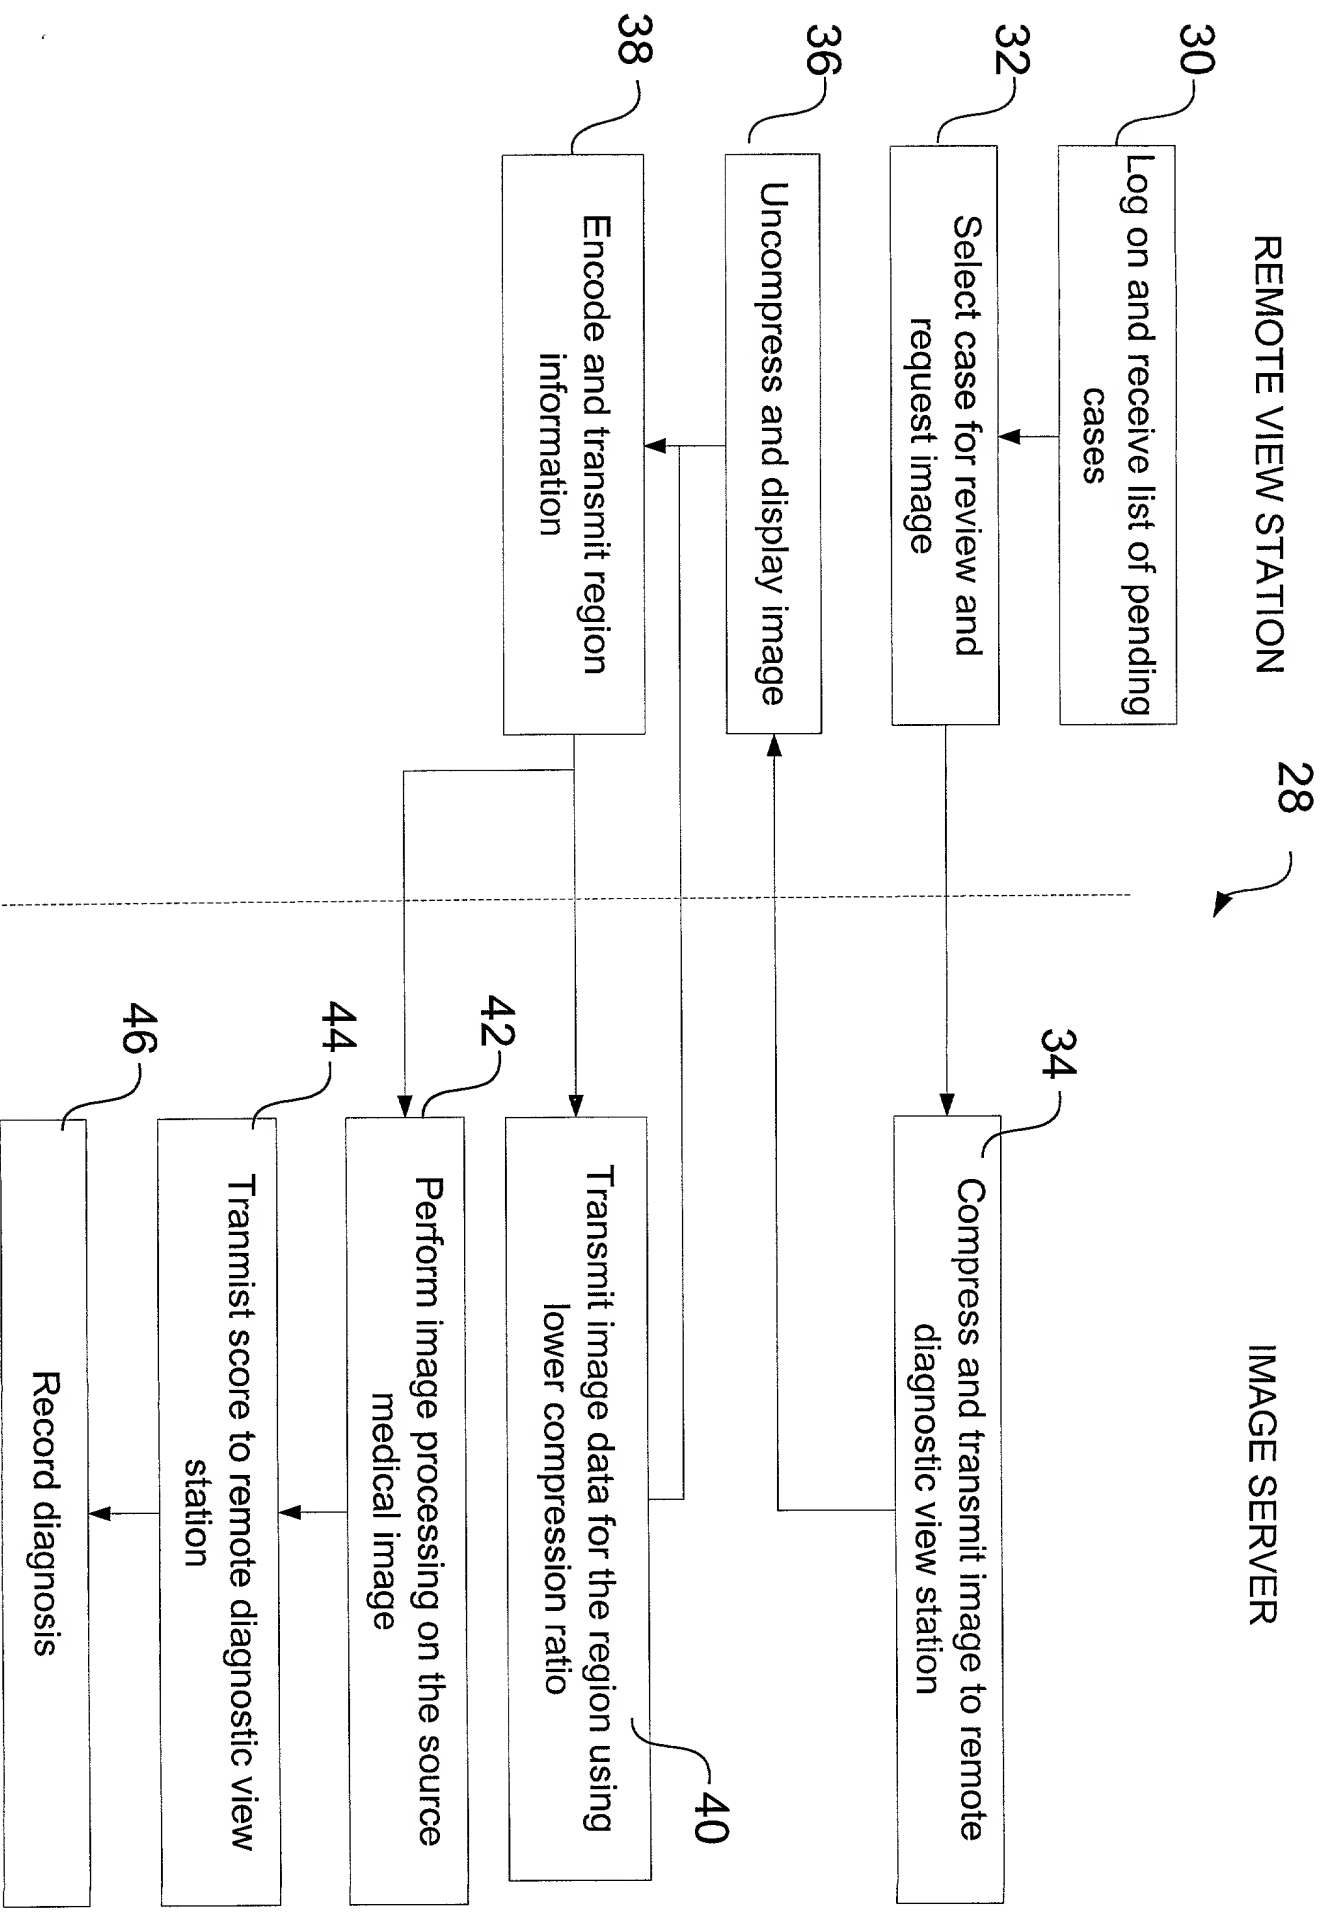 REMOTE VIEW STATION
28
IMAGE SERVER
30
Log on and receive list of pending
cases
32
Select case for review and
request image
34
Compress and transmit image to remote
diagnostic view station
36
Uncompress and display image
38
Encode and transmit region
information
40
Transmit image data for the region using
lower compression ratio
42
Perform image processing on the source
medical image
44
Tranmist score to remote diagnostic view
station
46
Record diagnosis